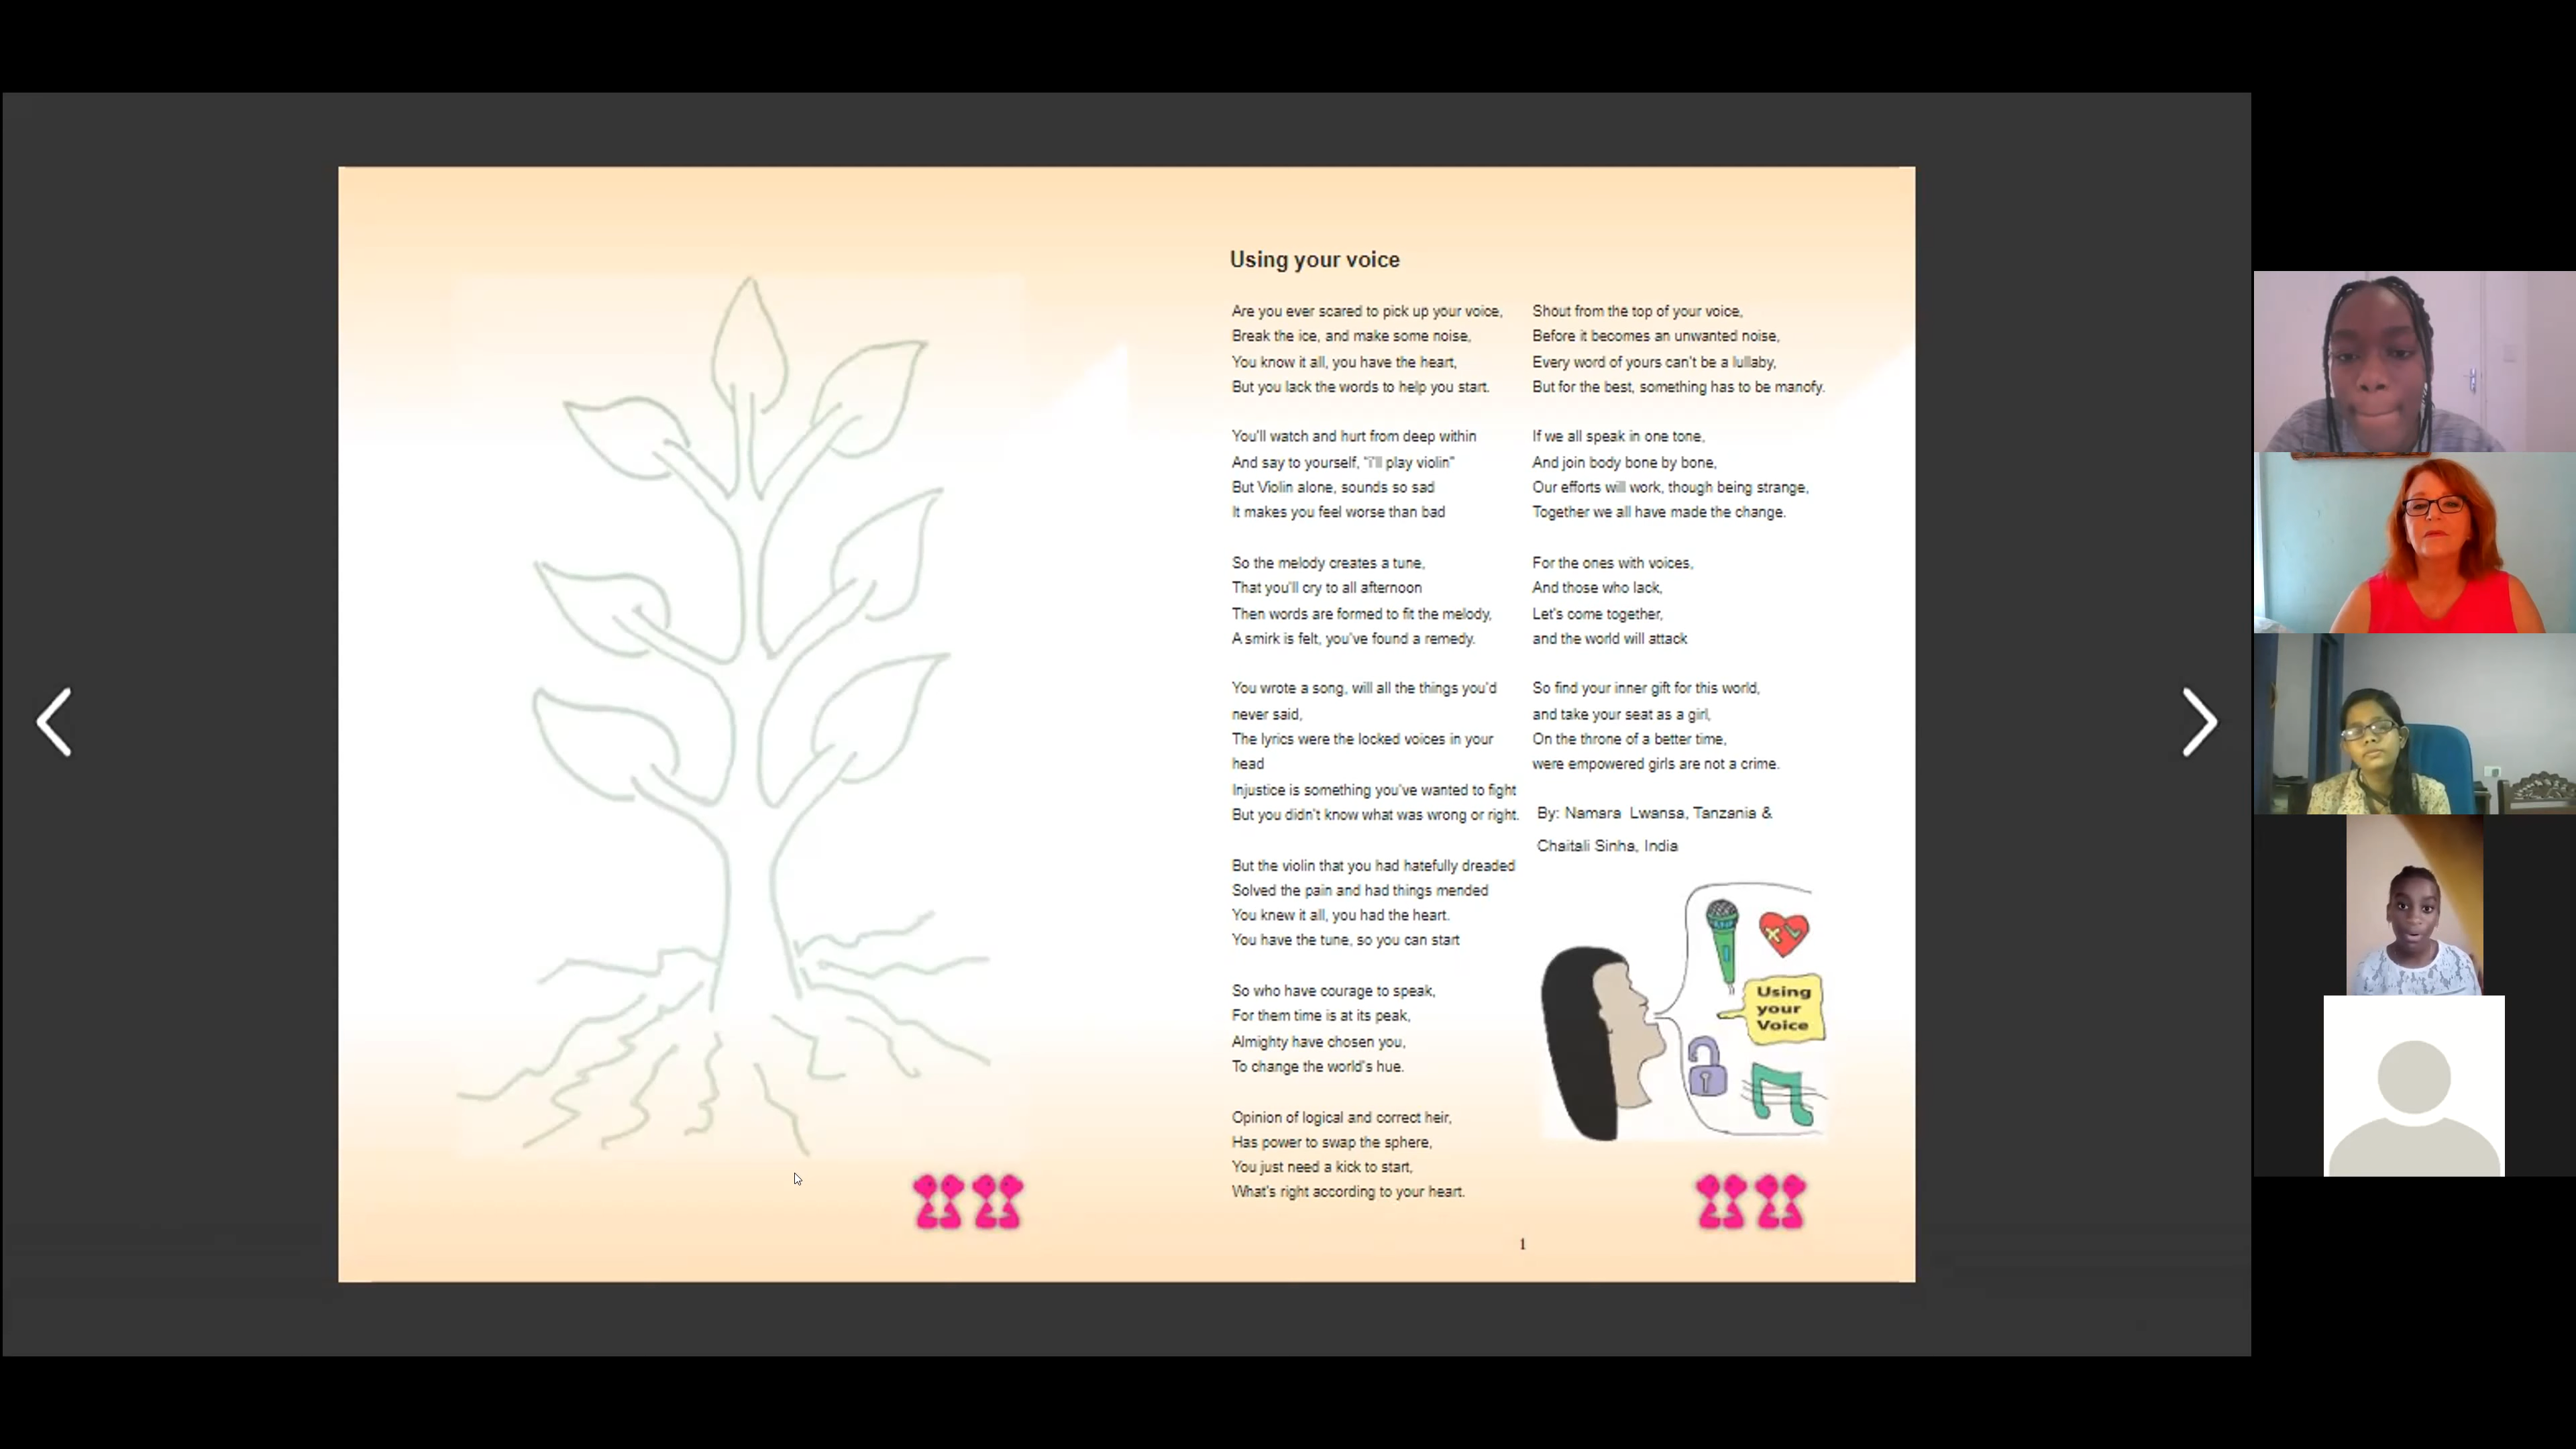 Using your voice
Are you ever scared to pick up your voice,
Break the ice, and make some noise,
You know it all, you have the heart,
But you lack the words to help you start.
You'll watch and hurt from deep within
And say to yourself, "i'll play violin"
But Violin alone, sounds so sad
It makes you feel worse than bad
So the melody creates a tune,
That you'll cry to all afternoon
Then words are formed to fit the melody,
A smirk is felt, you've found a remedy.
You wrote a song, will all the things you'd
never said,
The lyrics were the locked voices in your
head
Injustice is something you've wanted to fight
But you didn't know what was wrong or right.
But the violin that you had hatefully dreaded
Solved the pain and had things mended
You knew it all, you had the heart.
You have the tune, so you can start
So who have courage to speak,
For them time is at its peak,
Almighty have chosen you,
To change the world's hue.
Opinion of logical and correct heir,
Has power to swap the sphere,
You just need a kick to start,
What's right according to your heart.
Shout from the top of your voice,
Before it becomes an unwanted noise,
Every word of yours can't be a lullaby,
But for the best, something has to be manofy.
If we all speak in one tone,
And join body bone by bone,
Our efforts will work, though being strange,
Together we all have made the change.
For the ones with voices,
And those who lack,
Let's come together,
and the world will attack
So find your inner gift for this world,
and take your seat as a girl,
On the throne of a better time,
were empowered girls are not a crime.
By: Namara Lwansa, Tanzania &
Chaitali Sinha, India
Using
your
Voice
1